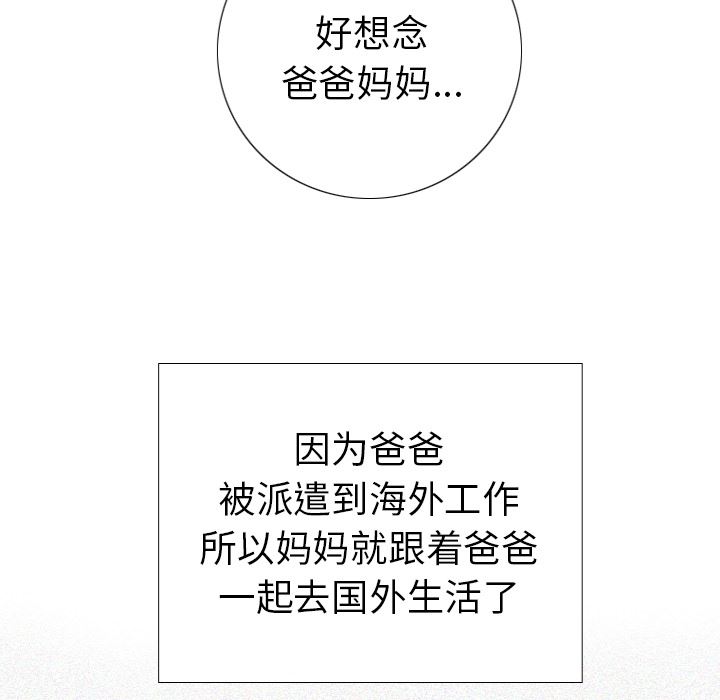 好想念
爸爸妈妈…
因为爸爸
被派遣到海外工作
所以妈妈就跟着爸爸
一起去国外生活了